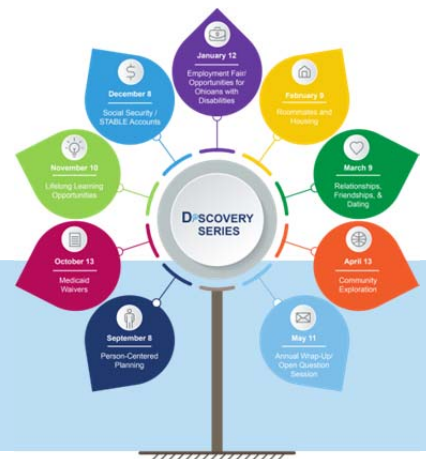 January 12
Employment Fair/
Opportunities for
Ohioans with
Disabilities
December 8
Social Security /
STABLE Accounts
February 9
Roommates and
Housing
November 10
Lifelong Learning
Opportunities
March 9
Relationships,
Friendships, &
Dating
DSCOVERY
SERIES
October 13
Medicaid
Waivers
April 13
Community
Exploration
September 8
Person-Centered
Planning
May 11
Annual Wrap-Up/
Open Question
Session